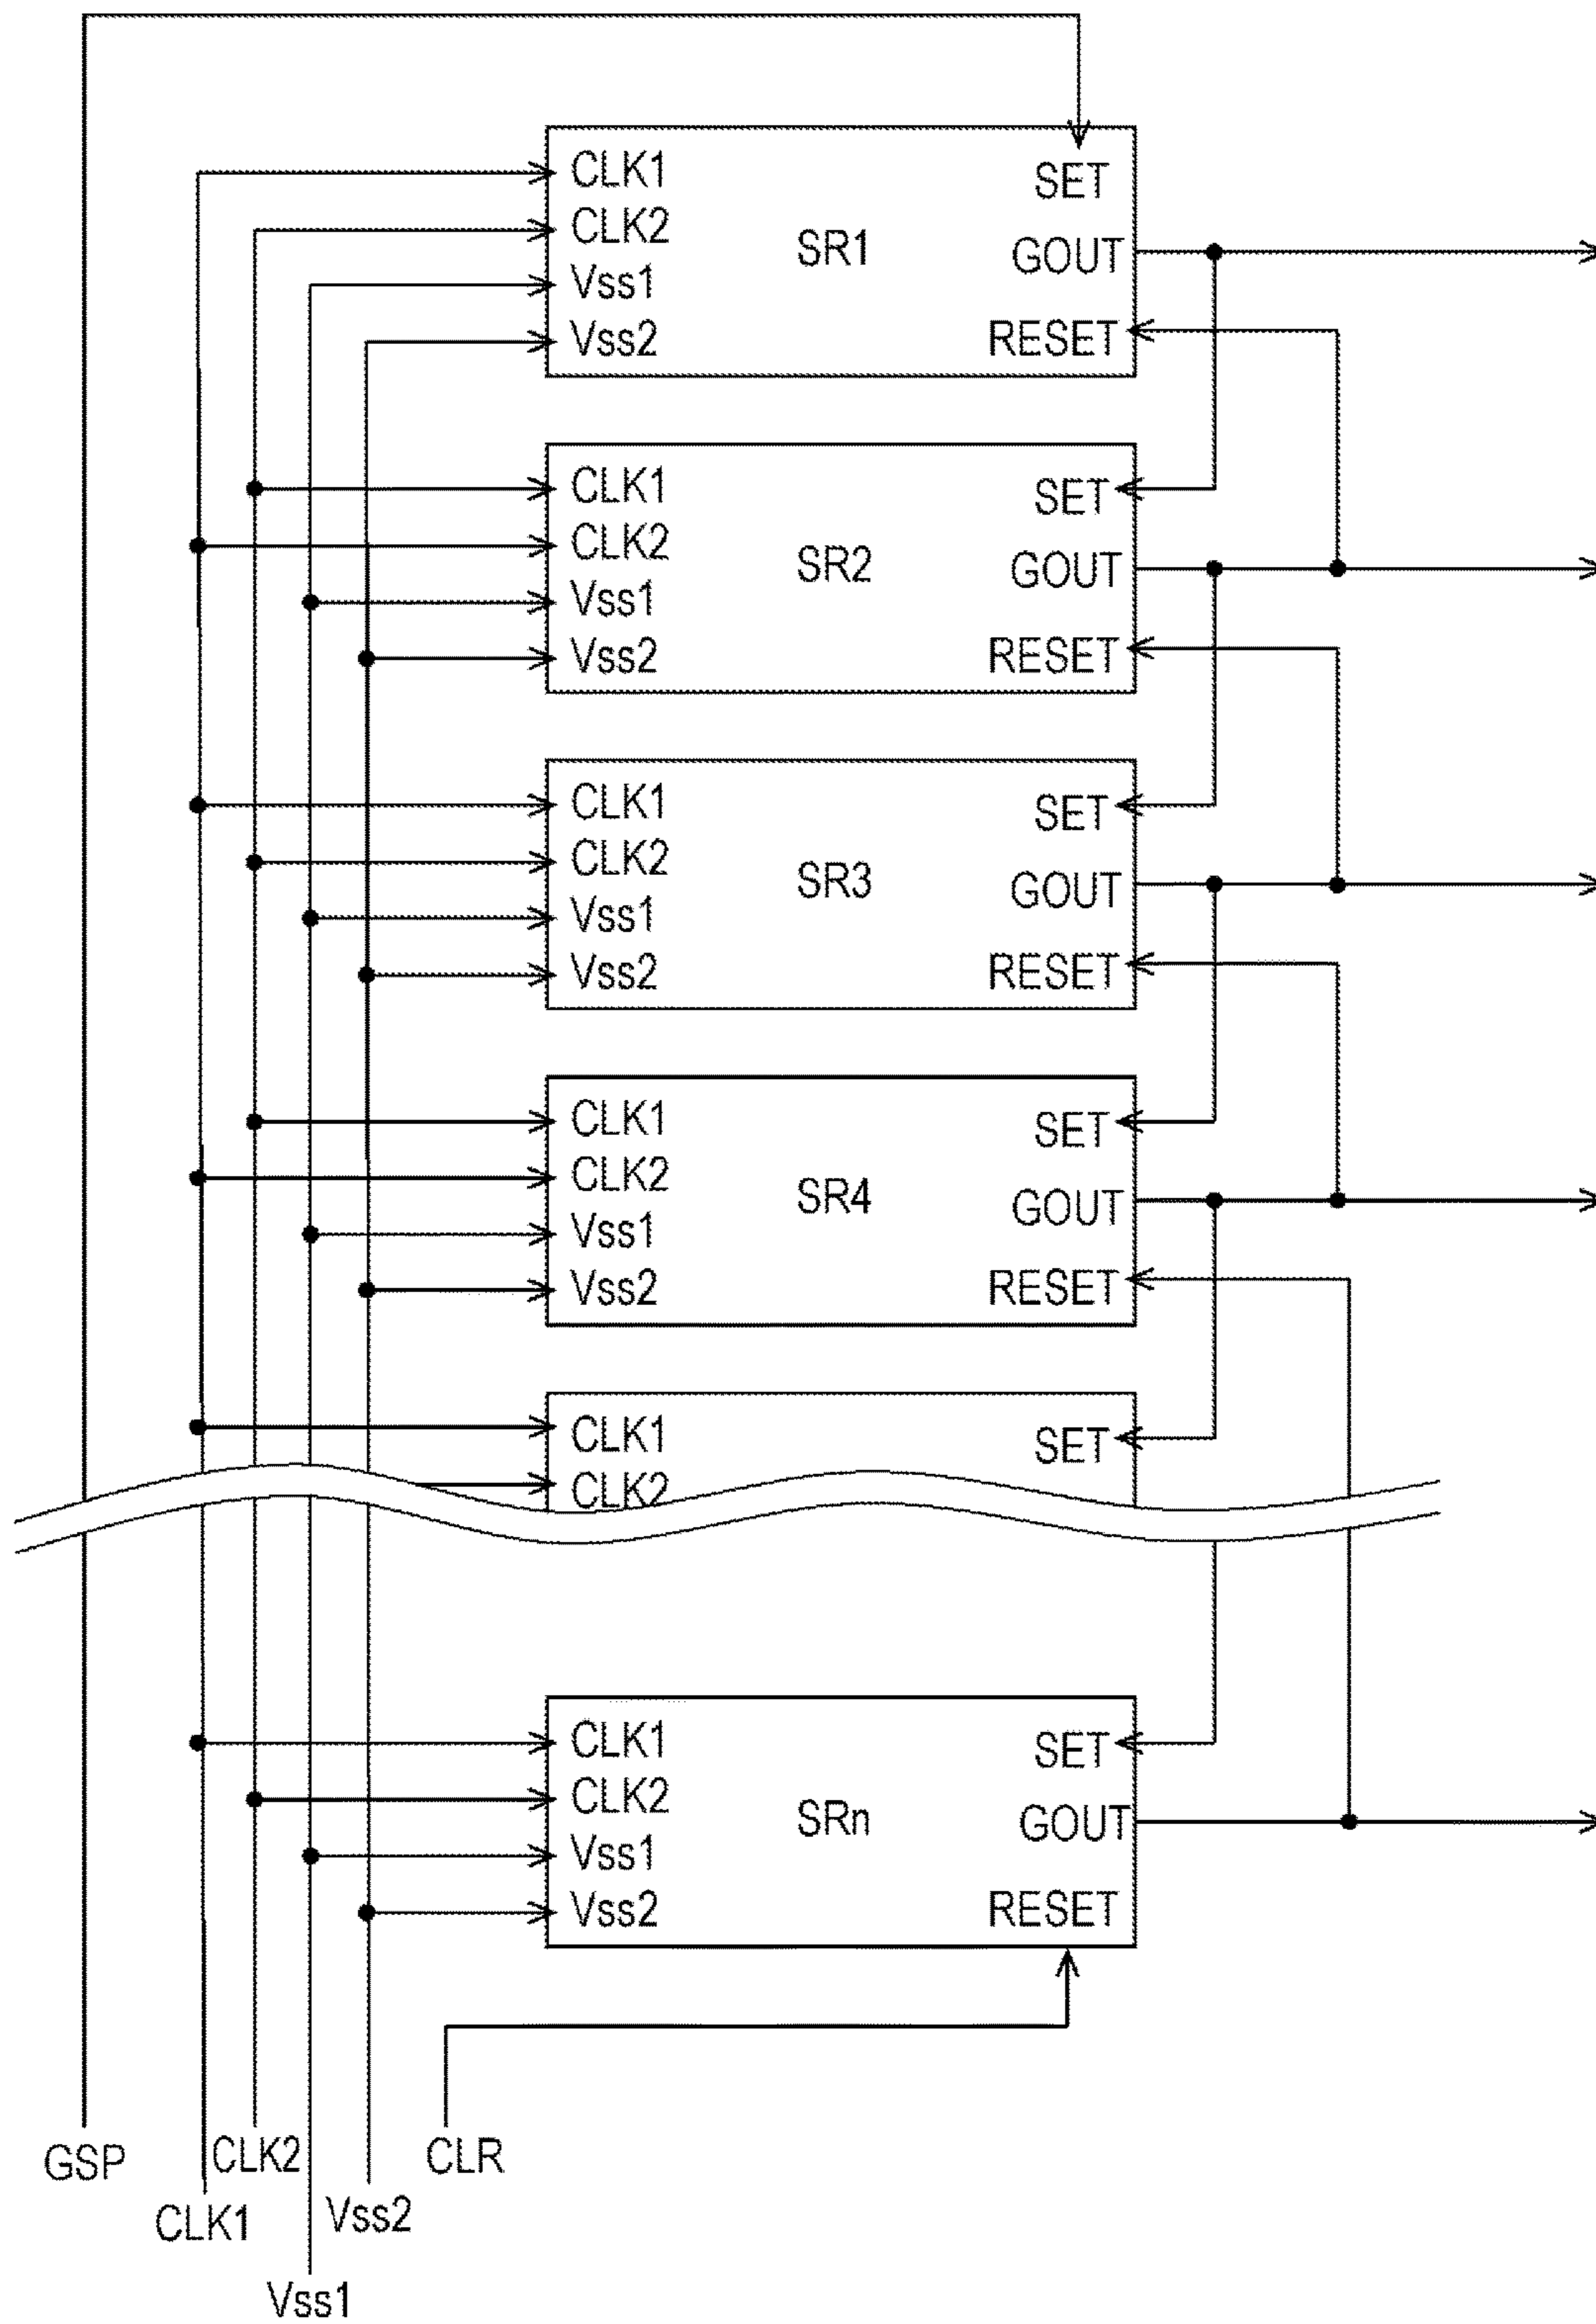 CLK1
SET
CLK2
SR1
GOUT
Vss1
Vss2
RESET
CLK1
SET
CLK2
SR2
GOUT
Vss1
Vss2
RESET
CLK1
SET
CLK2
SR3
GOUT
Vss1
Vss2
RESET
CLK1
SET
CLK2
SR4
GOUT
Vss1
Vss2
RESET
CLK1
SET
CLK2
CLK1
SET
CLK2
SRn
GOUT
Vss1
Vss2
RESET
GSP
CLK2
CLR
CLK1
Vss2
Vss1